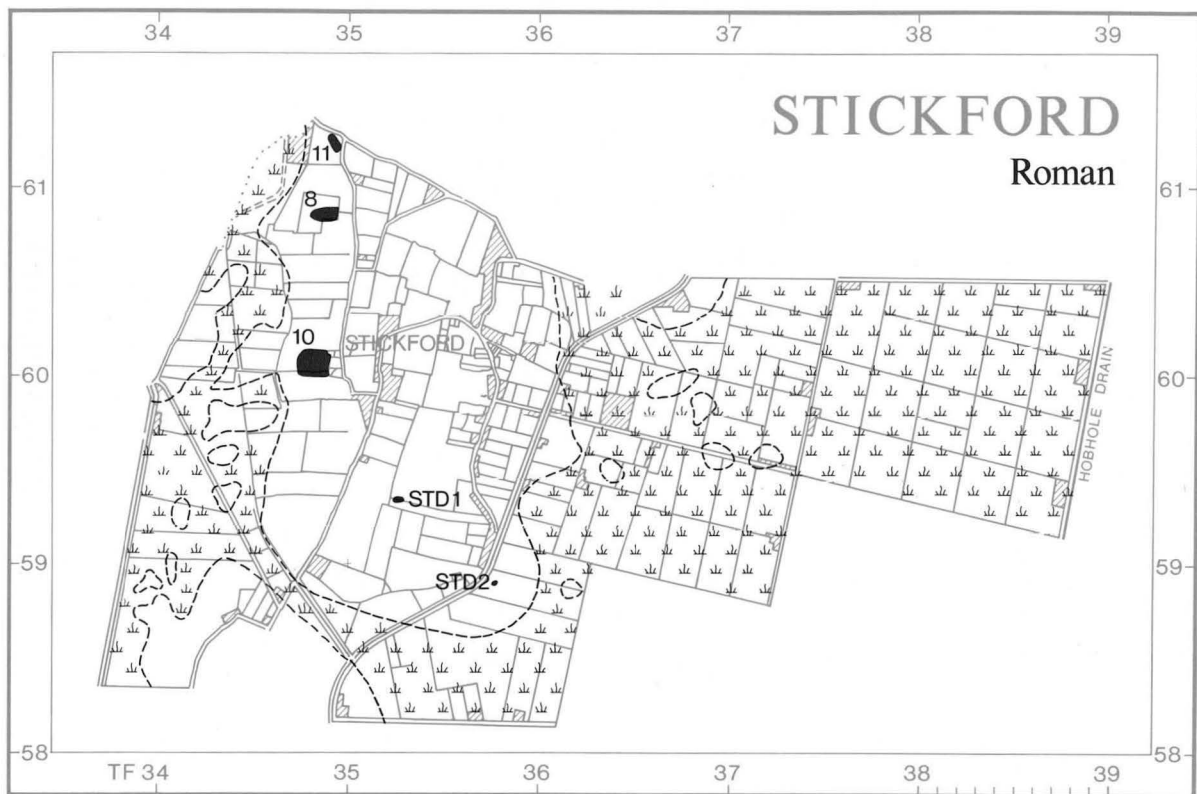 34 35 36 37 38 39
STICKFORD
Roman
11
61 61
8
10
STICKFORD
60 60
HOBHOLE DRAIN
STD1
59 59
STD2
58 58
TF 34 35 36 37 38 39